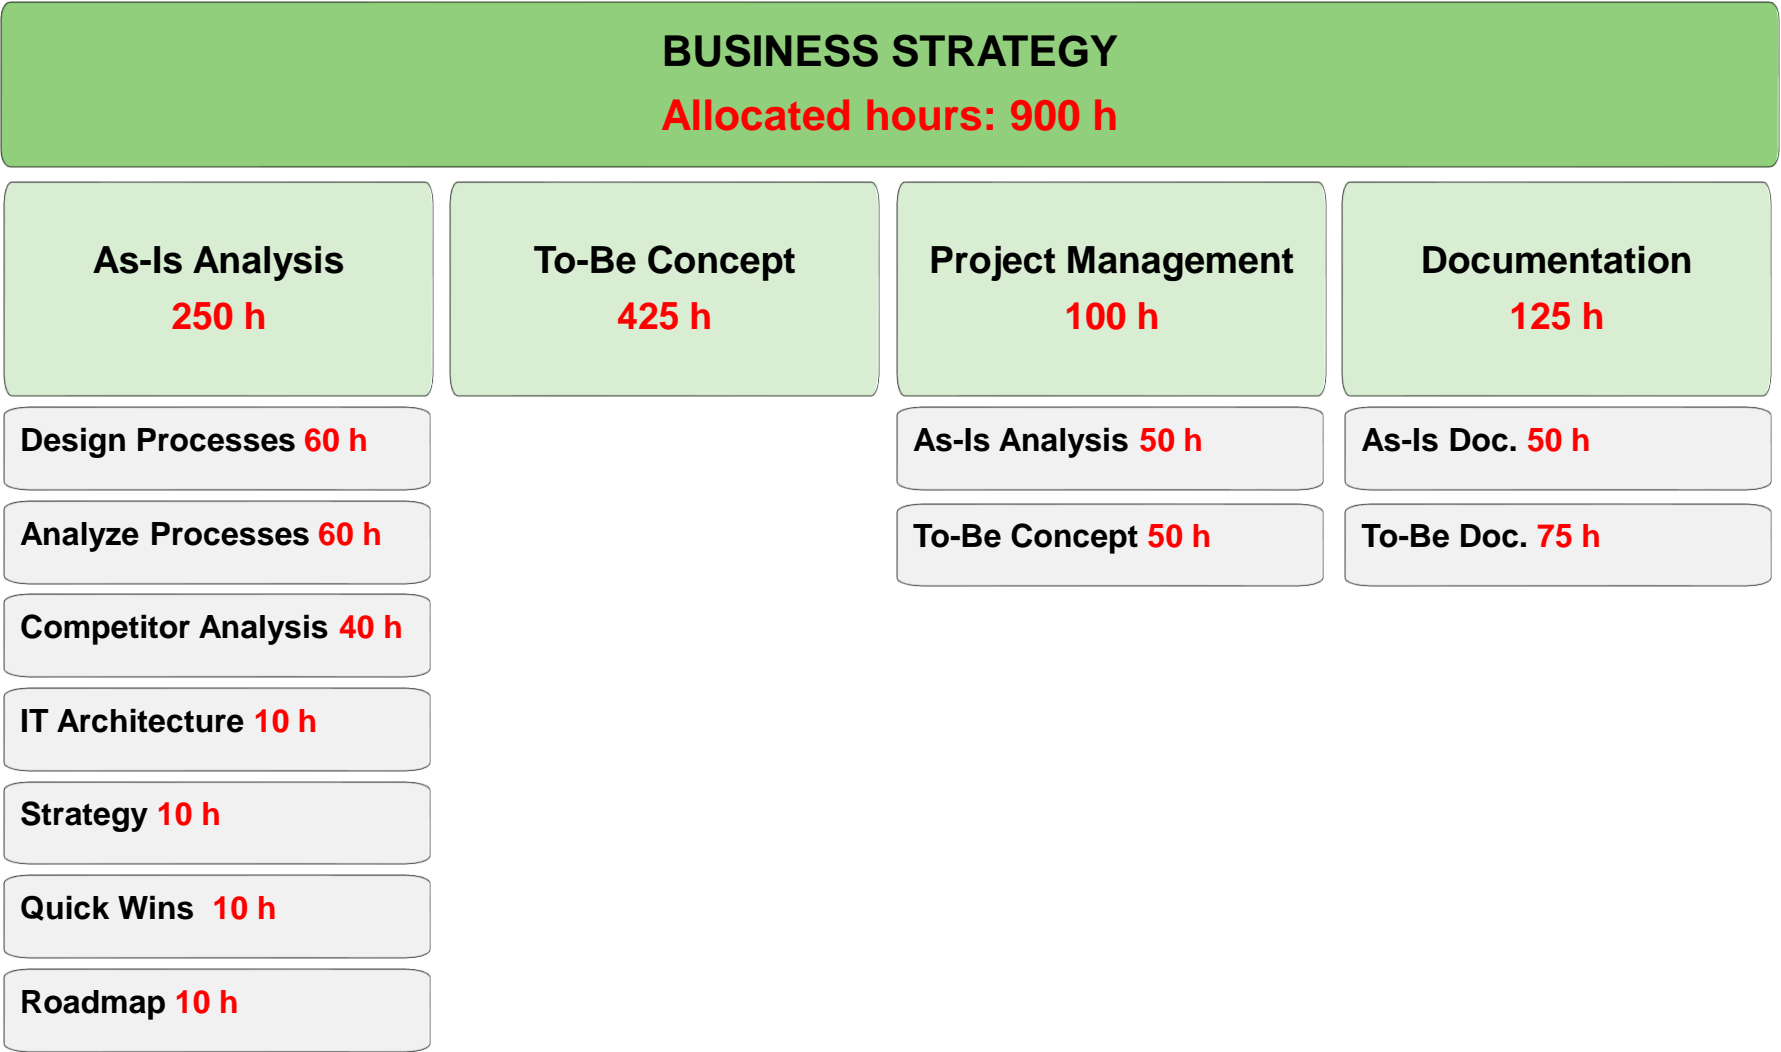 BUSINESS STRATEGY
Allocated hours: 900 h
As-Is Analysis
250 h
To-Be Concept
425 h
Project Management
100 h
Documentation
125 h
Design Processes 60 h
Analyze Processes 60 h
Competitor Analysis 40 h
IT Architecture 10 h
Strategy 10 h
Quick Wins 10 h
Roadmap 10 h
As-Is Analysis 50 h
To-Be Concept 50 h
As-Is Doc. 50 h
To-Be Doc. 75 h